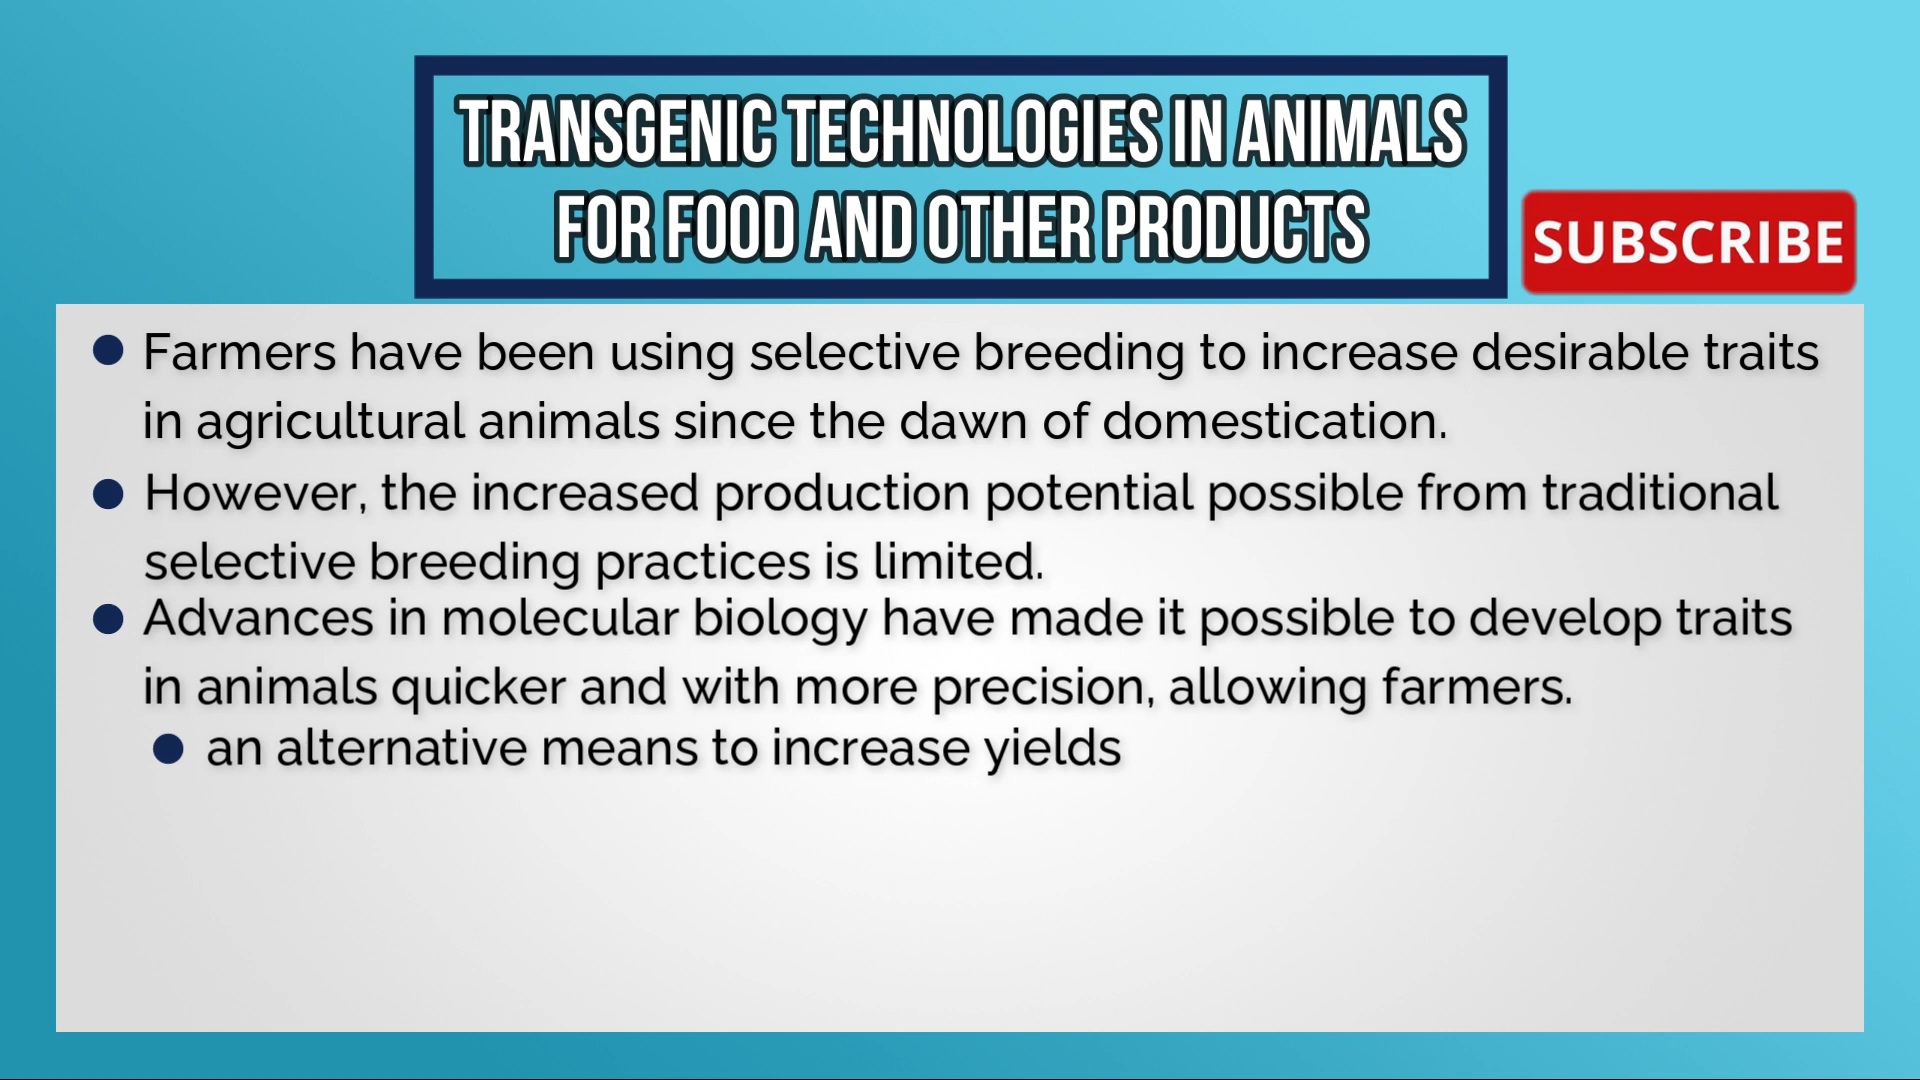 TRANSGENIC TECHNOLOGIES IN ANIMALS
FOR FOOD AND OTHER PRODUCTS
SUBSCRIBE
Farmers have been using selective breeding to increase desirable traits
in agricultural animals since the dawn of domestication.
However, the increased production potential possible from traditional
selective breeding practices is limited.
Advances in molecular biology have made it possible to develop traits
in animals quicker and with more precision, allowing farmers.
an alternative means to increase yields